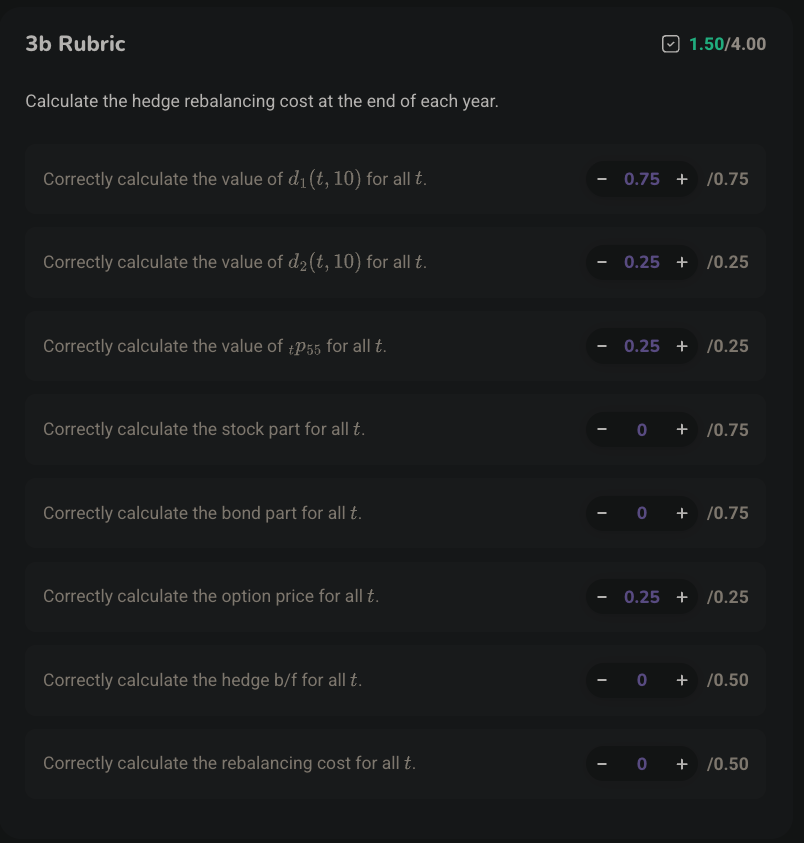 3b Rubric 1.50/4.00
Calculate the hedge rebalancing cost at the end of each year.
Correctly calculate the value of d₁(t, 10) for all t. − 0.75 + /0.75
Correctly calculate the value of d₂(t, 10) for all t. − 0.25 + /0.25
Correctly calculate the value of ₜp₅₅ for all t. − 0.25 + /0.25
Correctly calculate the stock part for all t. − 0 + /0.75
Correctly calculate the bond part for all t. − 0 + /0.75
Correctly calculate the option price for all t. − 0.25 + /0.25
Correctly calculate the hedge b/f for all t. − 0 + /0.50
Correctly calculate the rebalancing cost for all t. − 0 + /0.50